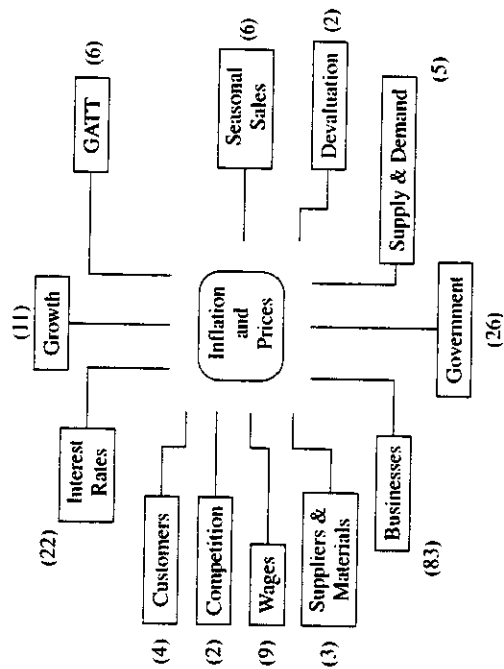 (11)
Growth
(6)
GATT
(22)
Interest
Rates
(6)
Seasonal
Sales
(4)
Customers
(2)
Devaluation
(2)
Competition
Inflation
and
Prices
(9)
Wages
(5)
Supply & Demand
(3)
Suppliers &
Materials
(83)
Businesses
(26)
Government